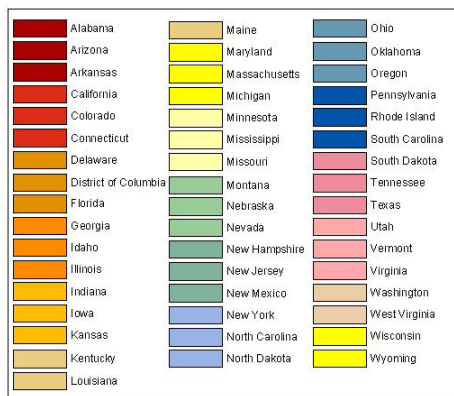 Alabama
Arizona
Arkansas
California
Colorado
Connecticut
Delaware
District of Columbia
Florida
Georgia
Idaho
Illinois
Indiana
Iowa
Kansas
Kentucky
Louisiana
Maine
Maryland
Massachusetts
Michigan
Minnesota
Mississippi
Missouri
Montana
Nebraska
Nevada
New Hampshire
New Jersey
New Mexico
New York
North Carolina
North Dakota
Ohio
Oklahoma
Oregon
Pennsylvania
Rhode Island
South Carolina
South Dakota
Tennessee
Texas
Utah
Vermont
Virginia
Washington
West Virginia
Wisconsin
Wyoming